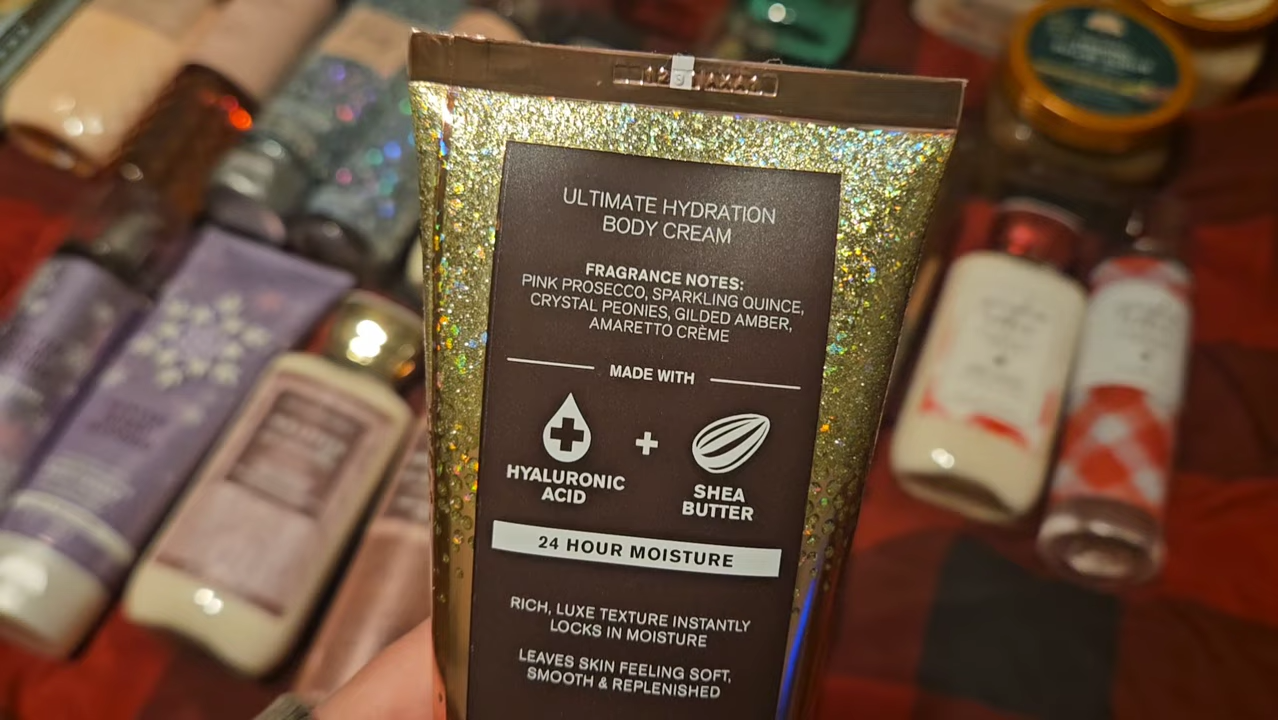 ULTIMATE HYDRATION
BODY CREAM
FRAGRANCE NOTES:
PINK PROSECCO, SPARKLING QUINCE,
CRYSTAL PEONIES, GILDED AMBER,
AMARETTO CRÈME
MADE WITH
HYALURONIC
ACID
+
SHEA
BUTTER
24 HOUR MOISTURE
RICH, LUXE TEXTURE INSTANTLY
LOCKS IN MOISTURE
LEAVES SKIN FEELING SOFT,
SMOOTH & REPLENISHED